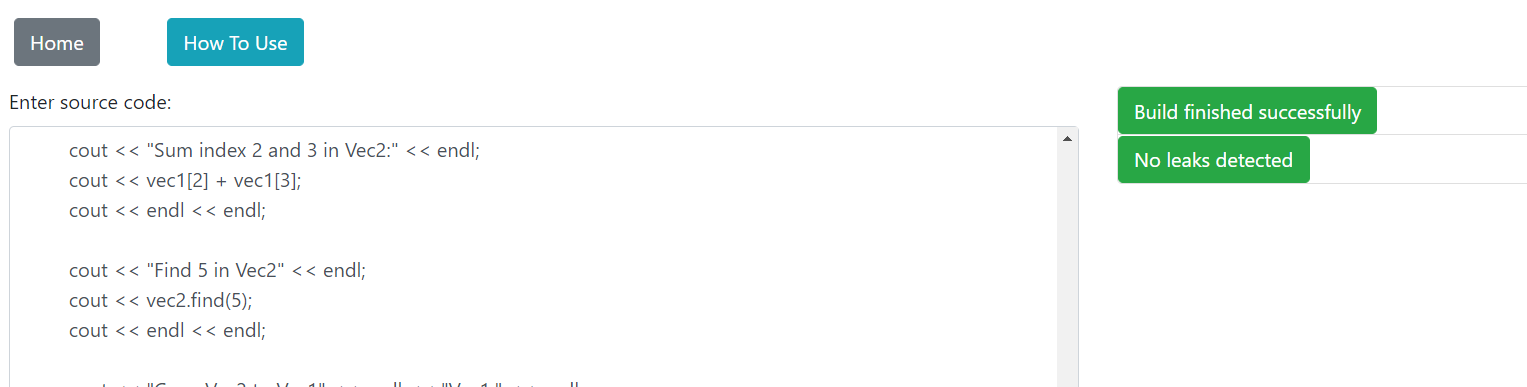 Home
How To Use
Enter source code:
cout << "Sum index 2 and 3 in Vec2:" << endl;
cout << vec1[2] + vec1[3];
cout << endl << endl;
cout << "Find 5 in Vec2" << endl;
cout << vec2.find(5);
cout << endl << endl;
Build finished successfully
No leaks detected